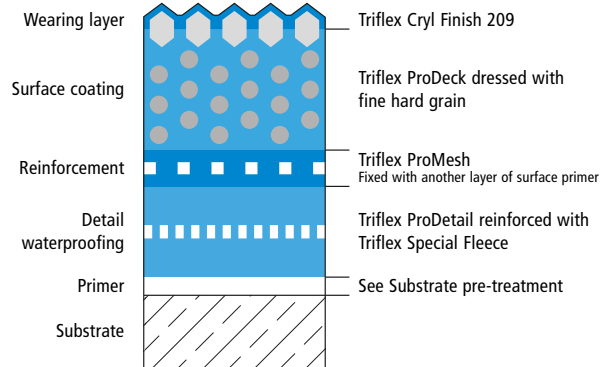 Wearing layer
Triflex Cryl Finish 209
Surface coating
Triflex ProDeck dressed with
fine hard grain
Reinforcement
Triflex ProMesh
Fixed with another layer of surface primer
Detail
waterproofing
Triflex ProDetail reinforced with
Triflex Special Fleece
Primer
See Substrate pre-treatment
Substrate